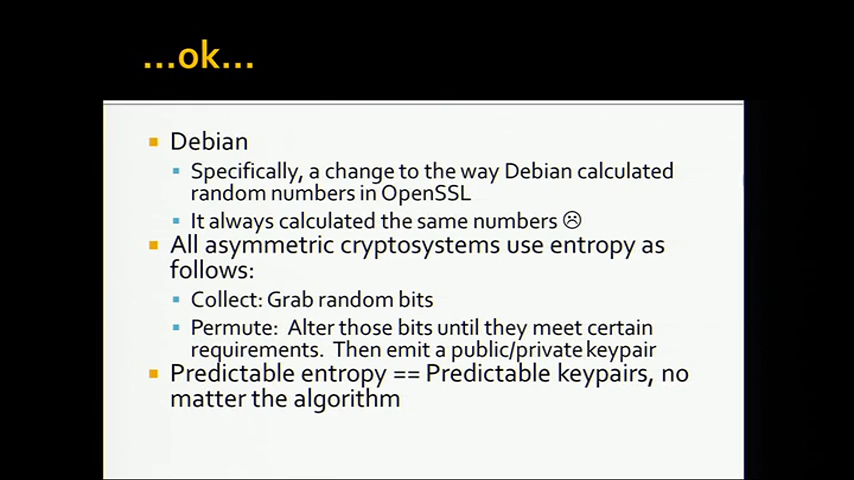 ...ok...
Debian
Specifically, a change to the way Debian calculated
random numbers in OpenSSL
It always calculated the same numbers ☹
All asymmetric cryptosystems use entropy as
follows:
Collect: Grab random bits
Permute: Alter those bits until they meet certain
requirements. Then emit a public/private keypair
Predictable entropy == Predictable keypairs, no
matter the algorithm